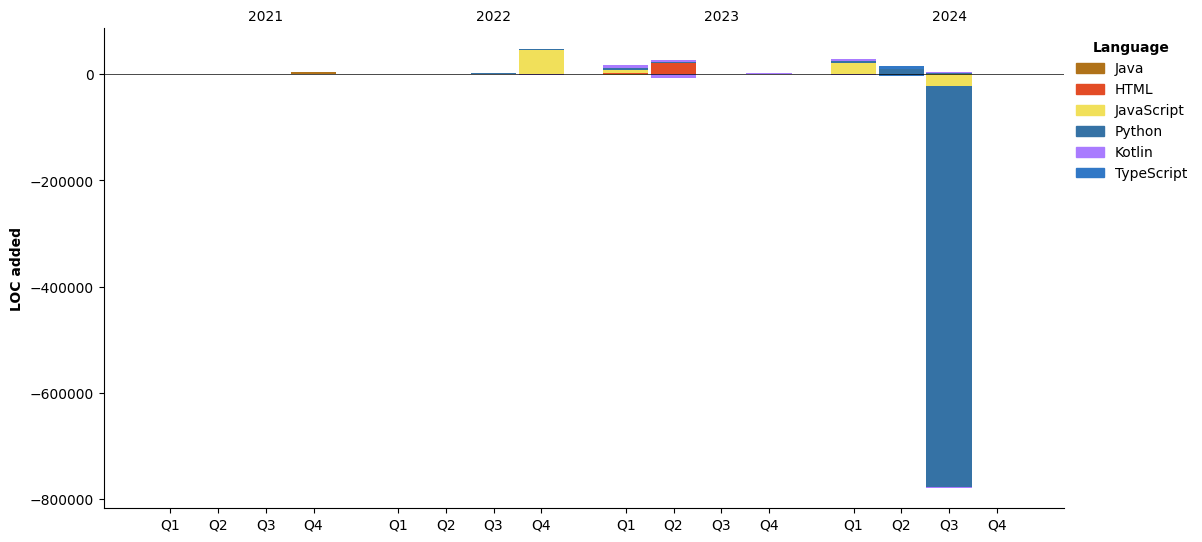 2021 2022 2023 2024
Language
Java
HTML
JavaScript
Python
Kotlin
TypeScript
LOC added
0
−200000
−400000
−600000
−800000
Q1 Q2 Q3 Q4 Q1 Q2 Q3 Q4 Q1 Q2 Q3 Q4 Q1 Q2 Q3 Q4